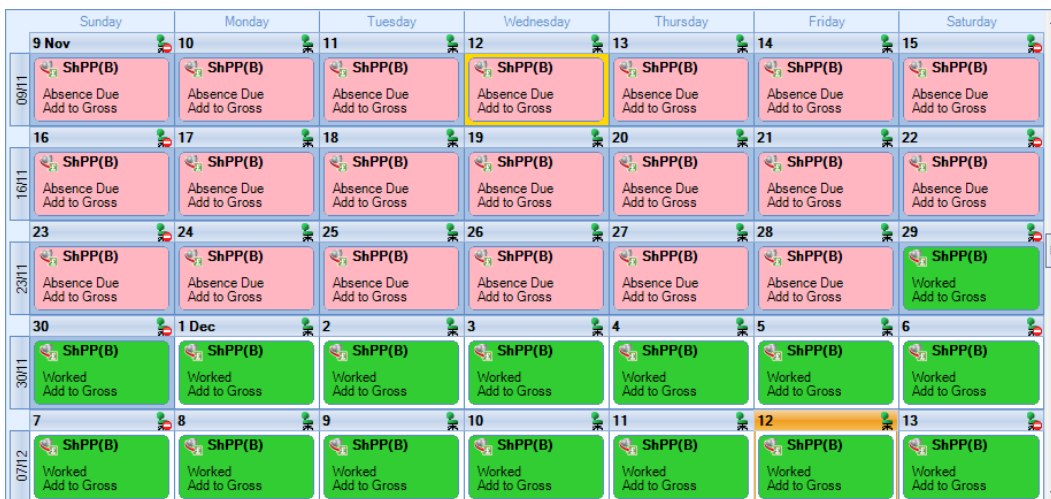 Sunday Monday Tuesday Wednesday Thursday Friday Saturday
9 Nov 10 11 12 13 14 15
09/11
ShPP(B) ShPP(B) ShPP(B) ShPP(B) ShPP(B) ShPP(B) ShPP(B)
Absence Due Absence Due Absence Due Absence Due Absence Due Absence Due Absence Due
Add to Gross Add to Gross Add to Gross Add to Gross Add to Gross Add to Gross Add to Gross
16 17 18 19 20 21 22
16/11
ShPP(B) ShPP(B) ShPP(B) ShPP(B) ShPP(B) ShPP(B) ShPP(B)
Absence Due Absence Due Absence Due Absence Due Absence Due Absence Due Absence Due
Add to Gross Add to Gross Add to Gross Add to Gross Add to Gross Add to Gross Add to Gross
23 24 25 26 27 28 29
23/11
ShPP(B) ShPP(B) ShPP(B) ShPP(B) ShPP(B) ShPP(B) ShPP(B)
Absence Due Absence Due Absence Due Absence Due Absence Due Absence Due Worked
Add to Gross Add to Gross Add to Gross Add to Gross Add to Gross Add to Gross Add to Gross
30 1 Dec 2 3 4 5 6
30/11
ShPP(B) ShPP(B) ShPP(B) ShPP(B) ShPP(B) ShPP(B) ShPP(B)
Worked Worked Worked Worked Worked Worked Worked
Add to Gross Add to Gross Add to Gross Add to Gross Add to Gross Add to Gross Add to Gross
7 8 9 10 11 12 13
07/12
ShPP(B) ShPP(B) ShPP(B) ShPP(B) ShPP(B) ShPP(B) ShPP(B)
Worked Worked Worked Worked Worked Worked Worked
Add to Gross Add to Gross Add to Gross Add to Gross Add to Gross Add to Gross Add to Gross